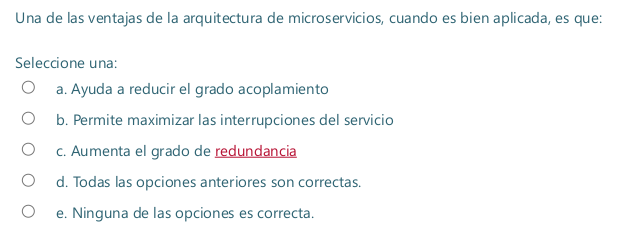 Una de las ventajas de la arquitectura de microservicios, cuando es bien aplicada, es que:
Seleccione una:
a. Ayuda a reducir el grado acoplamiento
b. Permite maximizar las interrupciones del servicio
c. Aumenta el grado de redundancia
d. Todas las opciones anteriores son correctas.
e. Ninguna de las opciones es correcta.